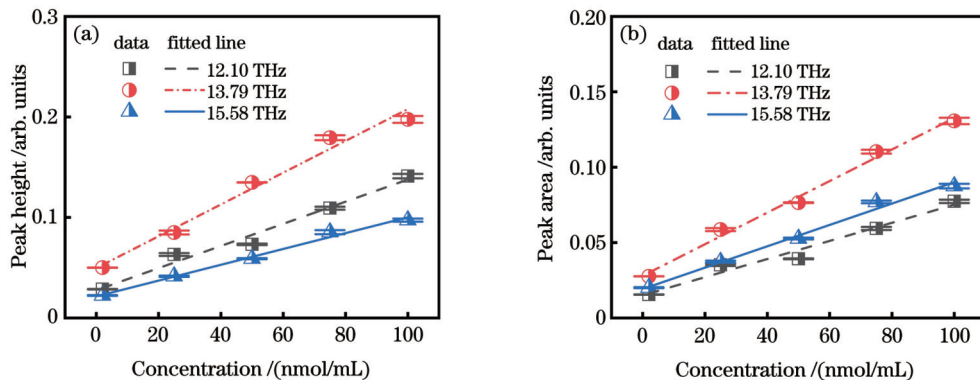 (a)
data fitted line
12.10 THz
13.79 THz
15.58 THz
0.3
0.2
0.1
0
Peak height /arb. units
0 20 40 60 80 100
Concentration /(nmol/mL)
(b)
data fitted line
12.10 THz
13.79 THz
15.58 THz
0.20
0.15
0.10
0.05
0
Peak area /arb. units
0 20 40 60 80 100
Concentration /(nmol/mL)